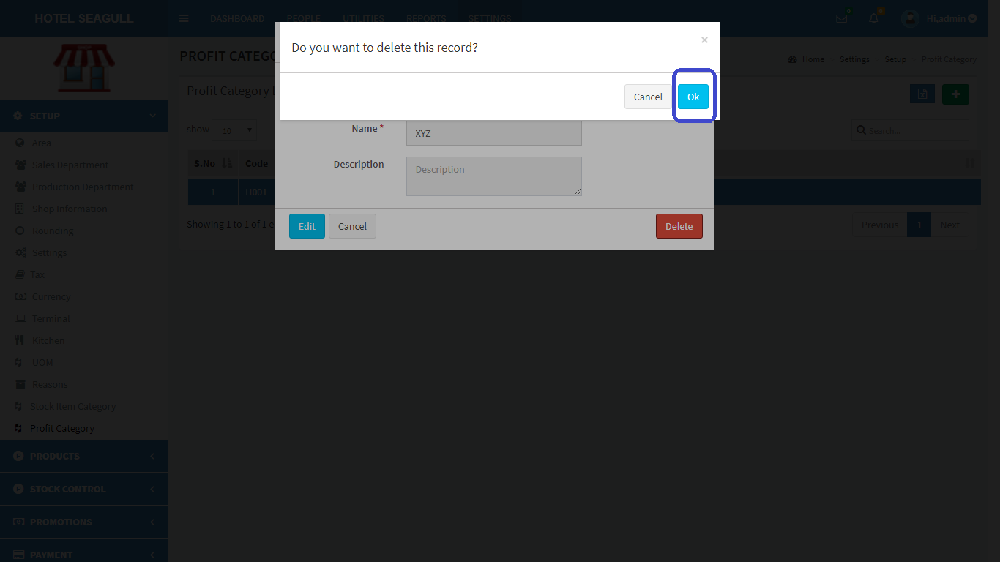 HOTEL SEAGULL
DASHBOARD PEOPLE UTILITIES REPORTS SETTINGS
Hi,admin
Do you want to delete this record?
×
Cancel Ok
PROFIT CATEGO
Home Settings Setup Profit Category
Profit Category
SETUP
Area
Sales Department
Production Department
Shop Information
Rounding
Settings
Tax
Currency
Terminal
Kitchen
UOM
Reasons
Stock Item Category
Profit Category
PRODUCTS
STOCK CONTROL
PROMOTIONS
PAYMENT
show 10
Search...
S.No Code
1 H001
Showing 1 to 1 of 1 e
Previous 1 Next
Name *
XYZ
Description
Description
Edit Cancel Delete